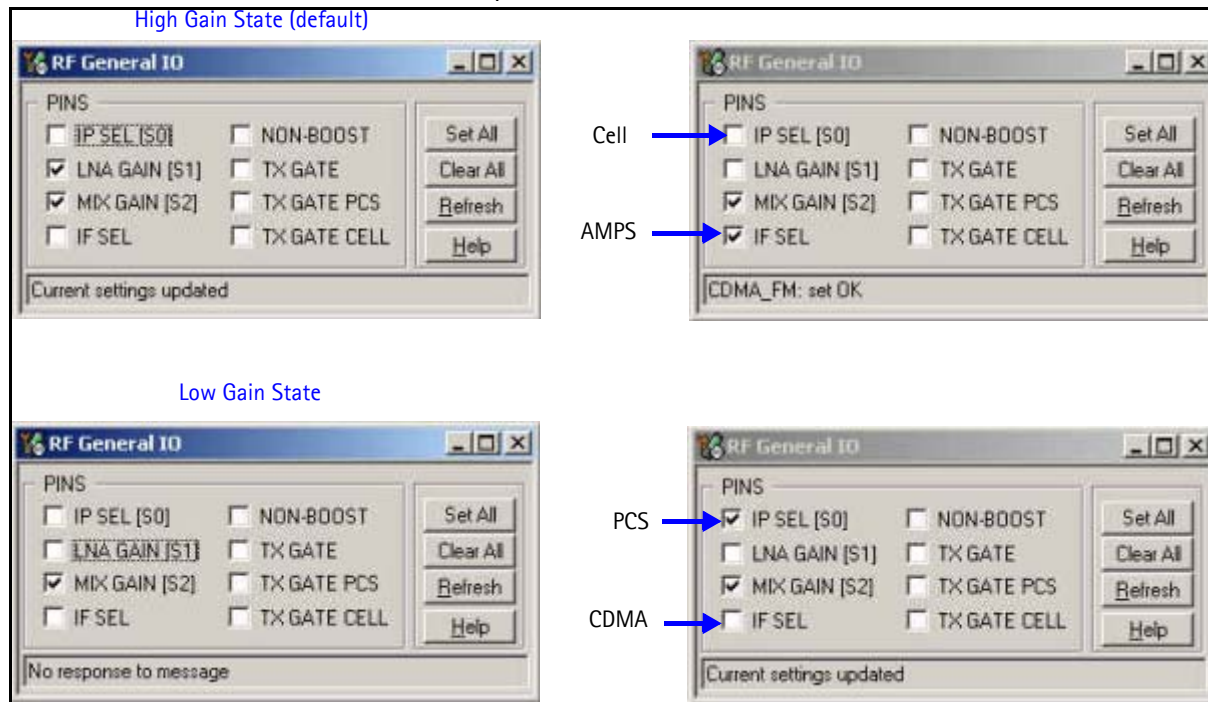 High Gain State (default)
RF General IO
PINS
IP SEL [S0] NON-BOOST Set All
LNA GAIN [S1] TX GATE Clear All
MIX GAIN [S2] TX GATE PCS Refresh
IF SEL TX GATE CELL Help
Current settings updated
RF General IO
PINS
Cell IP SEL [S0] NON-BOOST Set All
LNA GAIN [S1] TX GATE Clear All
MIX GAIN [S2] TX GATE PCS Refresh
AMPS IF SEL TX GATE CELL Help
CDMA_FM: set OK
Low Gain State
RF General IO
PINS
IP SEL [S0] NON-BOOST Set All
LNA GAIN [S1] TX GATE Clear All
MIX GAIN [S2] TX GATE PCS Refresh
IF SEL TX GATE CELL Help
No response to message
RF General IO
PINS
PCS IP SEL [S0] NON-BOOST Set All
LNA GAIN [S1] TX GATE Clear All
MIX GAIN [S2] TX GATE PCS Refresh
CDMA IF SEL TX GATE CELL Help
Current settings updated